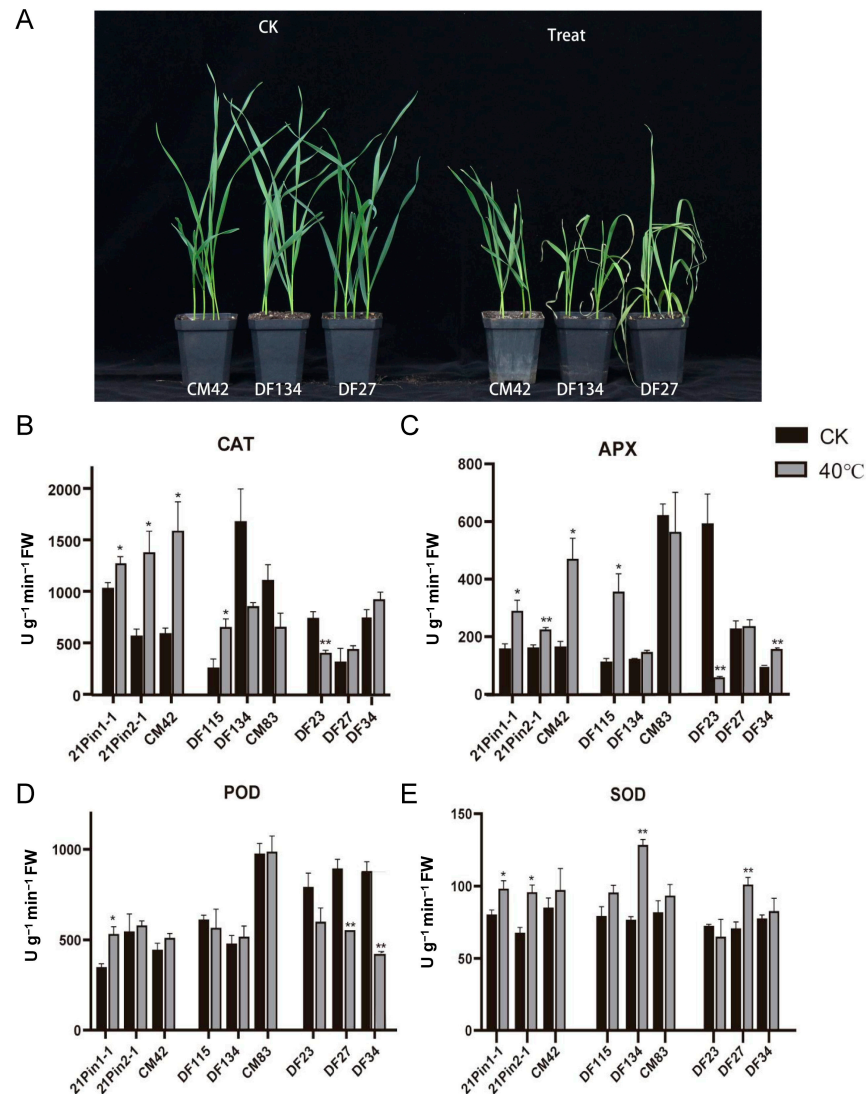 A
CK
Treat
CM42
DF134
DF27
CM42
DF134
DF27
B
CAT
U g⁻¹ min⁻¹ FW
2000
1500
1000
500
0
*
*
*
*
**
21Pin1-1
21Pin2-1
CM42
DF115
DF134
CM83
DF23
DF27
DF34
C
APX
CK
40℃
U g⁻¹ min⁻¹ FW
800
600
400
200
0
*
**
*
*
**
**
21Pin1-1
21Pin2-1
CM42
DF115
DF134
CM83
DF23
DF27
DF34
D
POD
U g⁻¹ min⁻¹ FW
1000
500
0
*
**
**
21Pin1-1
21Pin2-1
CM42
DF115
DF134
CM83
DF23
DF27
DF34
E
SOD
U g⁻¹ min⁻¹ FW
150
100
50
0
*
*
**
**
21Pin1-1
21Pin2-1
CM42
DF115
DF134
CM83
DF23
DF27
DF34